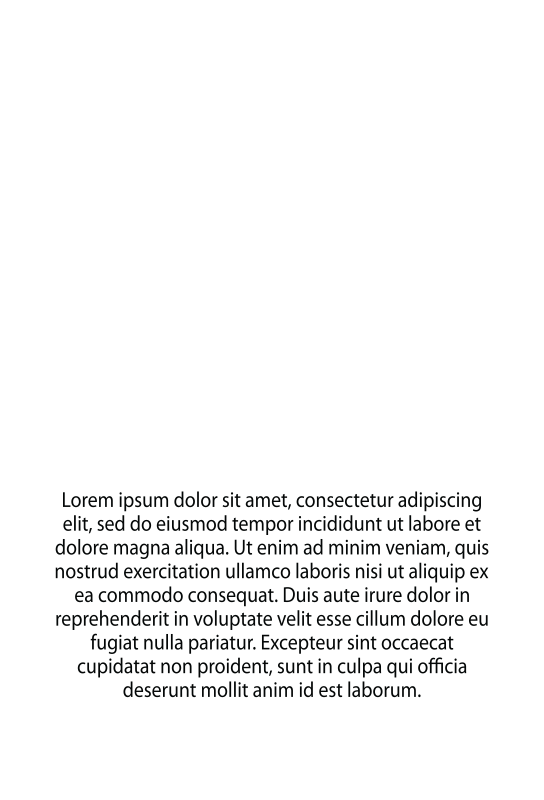 Lorem ipsum dolor sit amet, consectetur adipiscing
elit, sed do eiusmod tempor incididunt ut labore et
dolore magna aliqua. Ut enim ad minim veniam, quis
nostrud exercitation ullamco laboris nisi ut aliquip ex
ea commodo consequat. Duis aute irure dolor in
reprehenderit in voluptate velit esse cillum dolore eu
fugiat nulla pariatur. Excepteur sint occaecat
cupidatat non proident, sunt in culpa qui officia
deserunt mollit anim id est laborum.